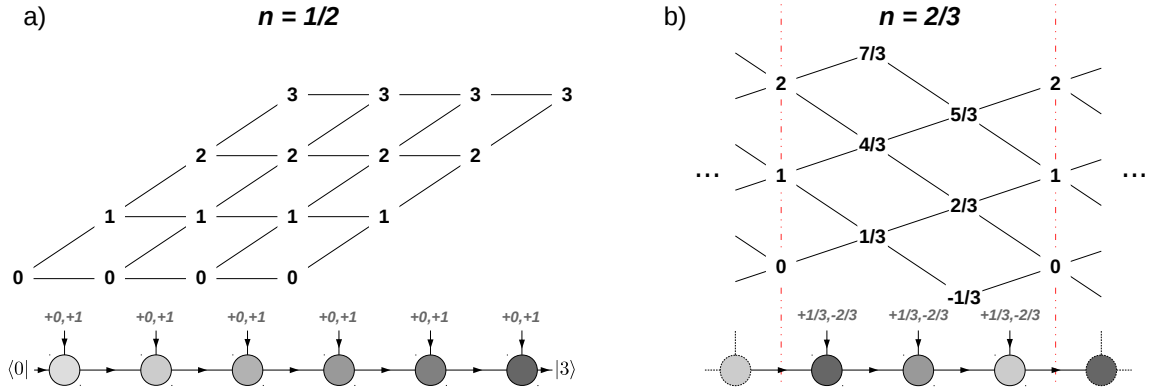 a) n = 1/2
3 3 3 3
2 2 2 2
1 1 1 1
0 0 0 0
+0,+1 +0,+1 +0,+1 +0,+1 +0,+1 +0,+1
⟨0| |3⟩
b) n = 2/3
7/3
2 2
5/3
4/3
... 1 1 ...
2/3
1/3
0 0
-1/3
+1/3,-2/3 +1/3,-2/3 +1/3,-2/3